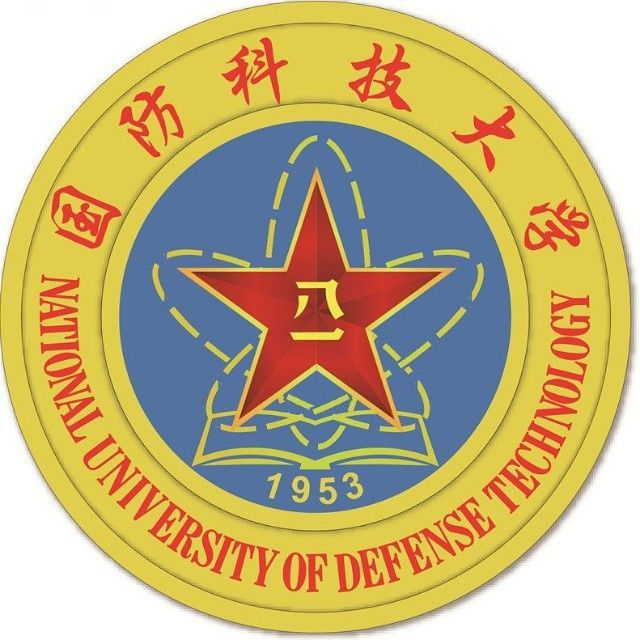 国防科技大学
八一
1953
NATIONAL UNIVERSITY OF DEFENSE TECHNOLOGY